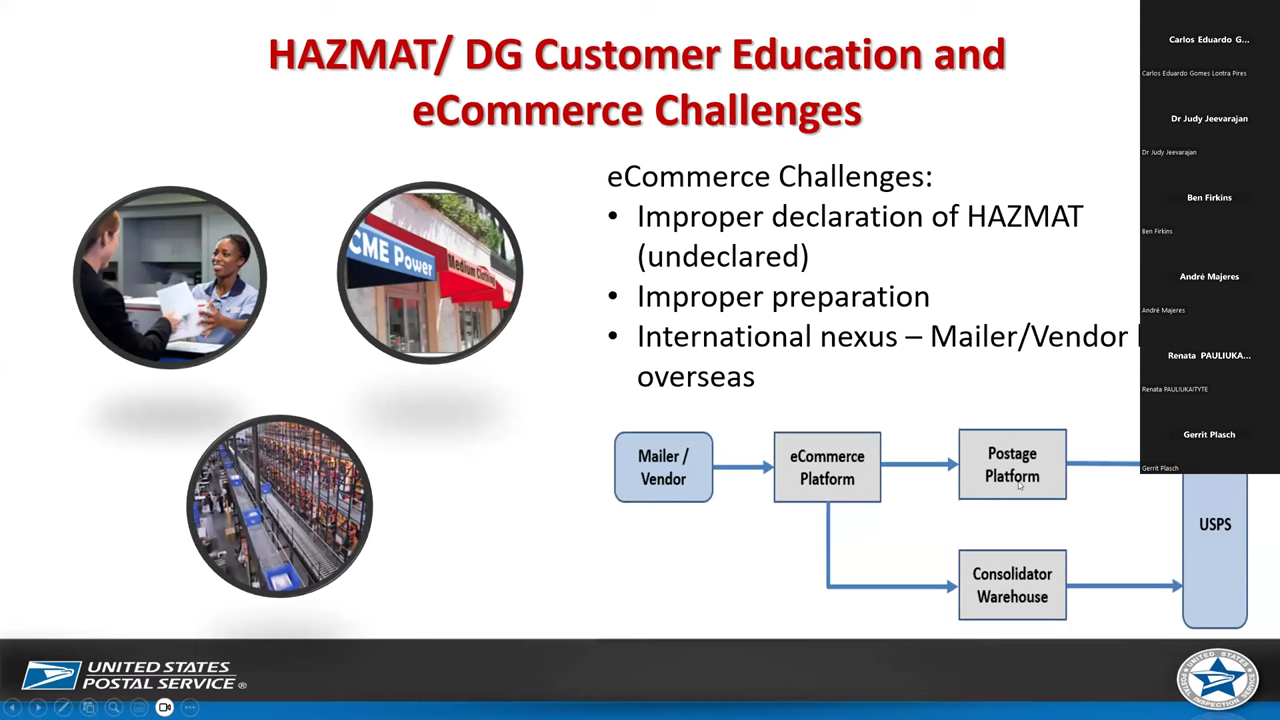 HAZMAT/ DG Customer Education and
eCommerce Challenges
eCommerce Challenges:
• Improper declaration of HAZMAT
(undeclared)
• Improper preparation
• International nexus – Mailer/Vendor
overseas
CME Power
Medium Clothing
Mailer /
Vendor
eCommerce
Platform
Postage
Platform
Consolidator
Warehouse
USPS
UNITED STATES
POSTAL SERVICE ®
Carlos Eduardo G...
Carlos Eduardo Gomes Lontra Pires
Dr Judy Jeevarajan
Dr Judy Jeevarajan
Ben Firkins
Ben Firkins
André Majeres
André Majeres
Renata PAULIUKA...
Renata PAULIUKAITYTE
Gerrit Plasch
Gerrit Plasch